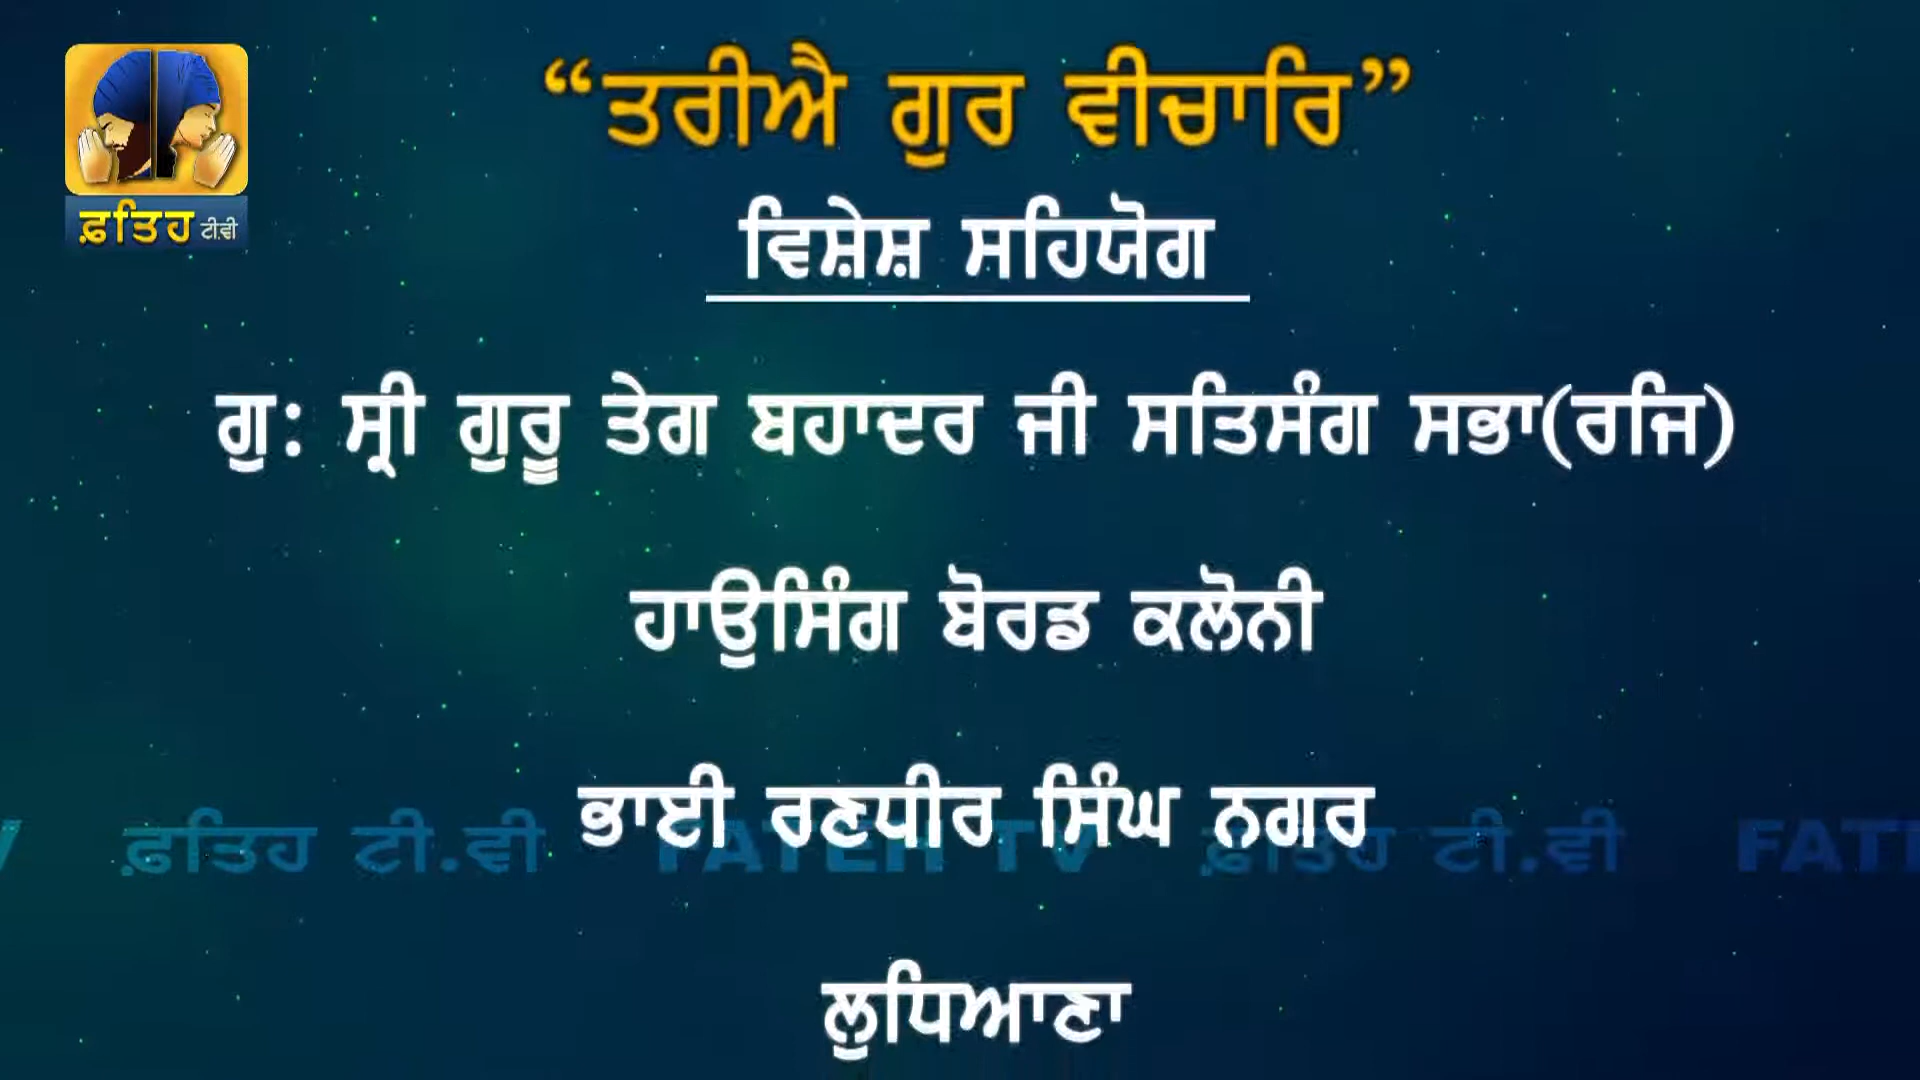 “ਤਰੀਐ ਗੁਰ ਵੀਚਾਰਿ”
ਫ਼ਤਿਹ ਟੀ.ਵੀ
ਵਿਸ਼ੇਸ਼ ਸਹਿਯੋਗ
ਗੁ: ਸ੍ਰੀ ਗੁਰੂ ਤੇਗ ਬਹਾਦਰ ਜੀ ਸਤਿਸੰਗ ਸਭਾ(ਰਜਿ)
ਹਾਊਸਿੰਗ ਬੋਰਡ ਕਲੋਨੀ
ਭਾਈ ਰਣਧੀਰ ਸਿੰਘ ਨਗਰ
ਫ਼ਤਿਹ ਟੀ.ਵੀ FATEH TV ਫ਼ਤਿਹ ਟੀ.ਵੀ
ਲੁਧਿਆਣਾ